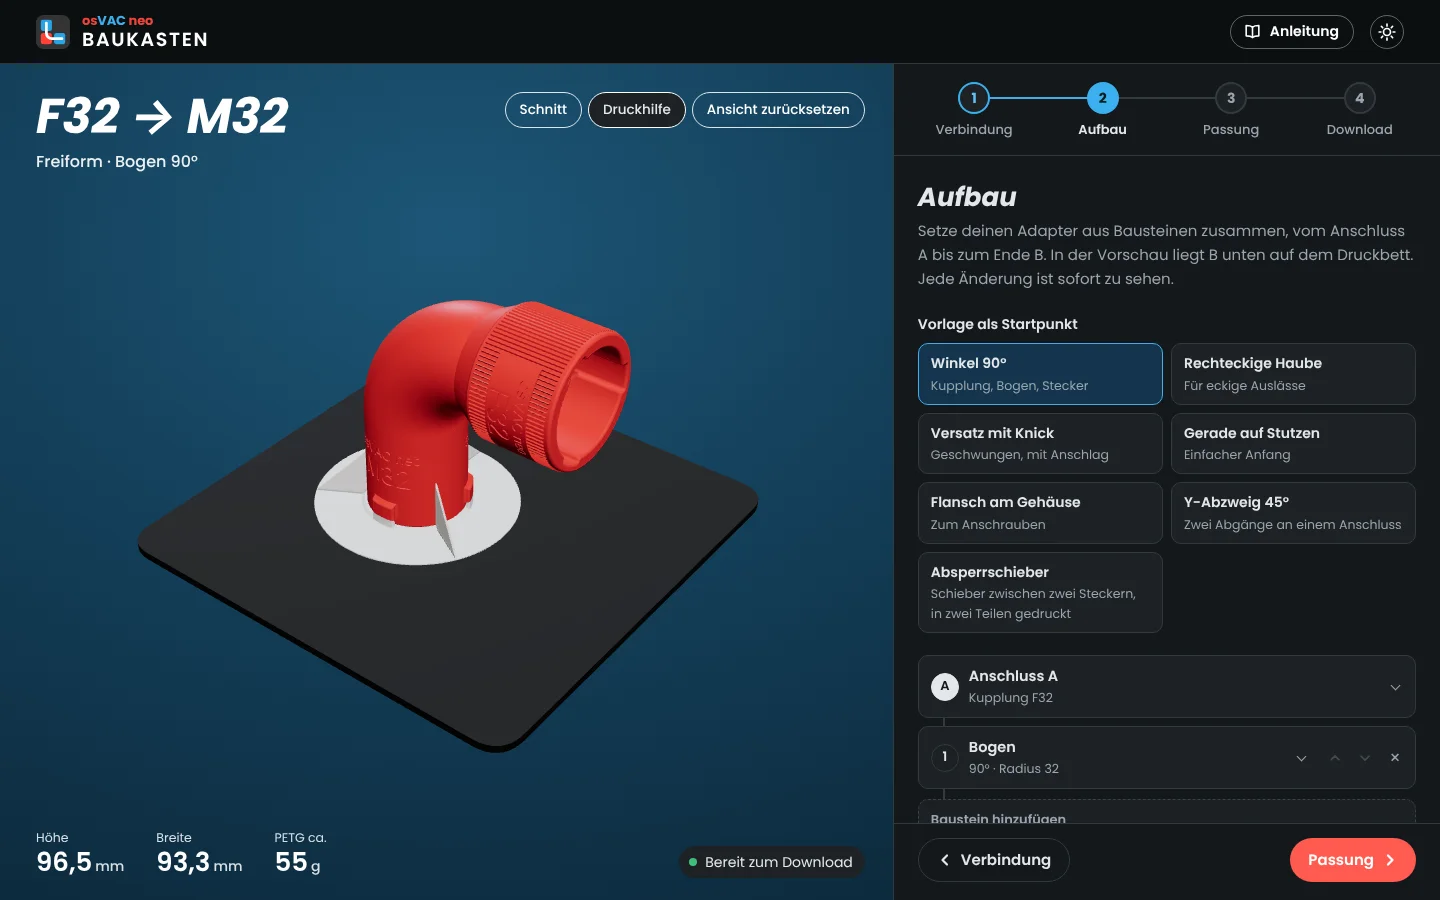 osVAC neo
BAUKASTEN
Anleitung
F32 → M32
Freiform · Bogen 90°
Schnitt
Druckhilfe
Ansicht zurücksetzen
1
2
3
4
Verbindung
Aufbau
Passung
Download
Aufbau
Setze deinen Adapter aus Bausteinen zusammen, vom Anschluss
A bis zum Ende B. In der Vorschau liegt B unten auf dem Druckbett.
Jede Änderung ist sofort zu sehen.
Vorlage als Startpunkt
Winkel 90°
Kupplung, Bogen, Stecker
Rechteckige Haube
Für eckige Auslässe
Versatz mit Knick
Geschwungen, mit Anschlag
Gerade auf Stutzen
Einfacher Anfang
Flansch am Gehäuse
Zum Anschrauben
Y-Abzweig 45°
Zwei Abgänge an einem Anschluss
Absperrschieber
Schieber zwischen zwei Steckern,
in zwei Teilen gedruckt
A
Anschluss A
Kupplung F32
1
Bogen
90° · Radius 32
Baustein hinzufügen
Höhe
96,5 mm
Breite
93,3 mm
PETG ca.
55 g
Bereit zum Download
Verbindung
Passung